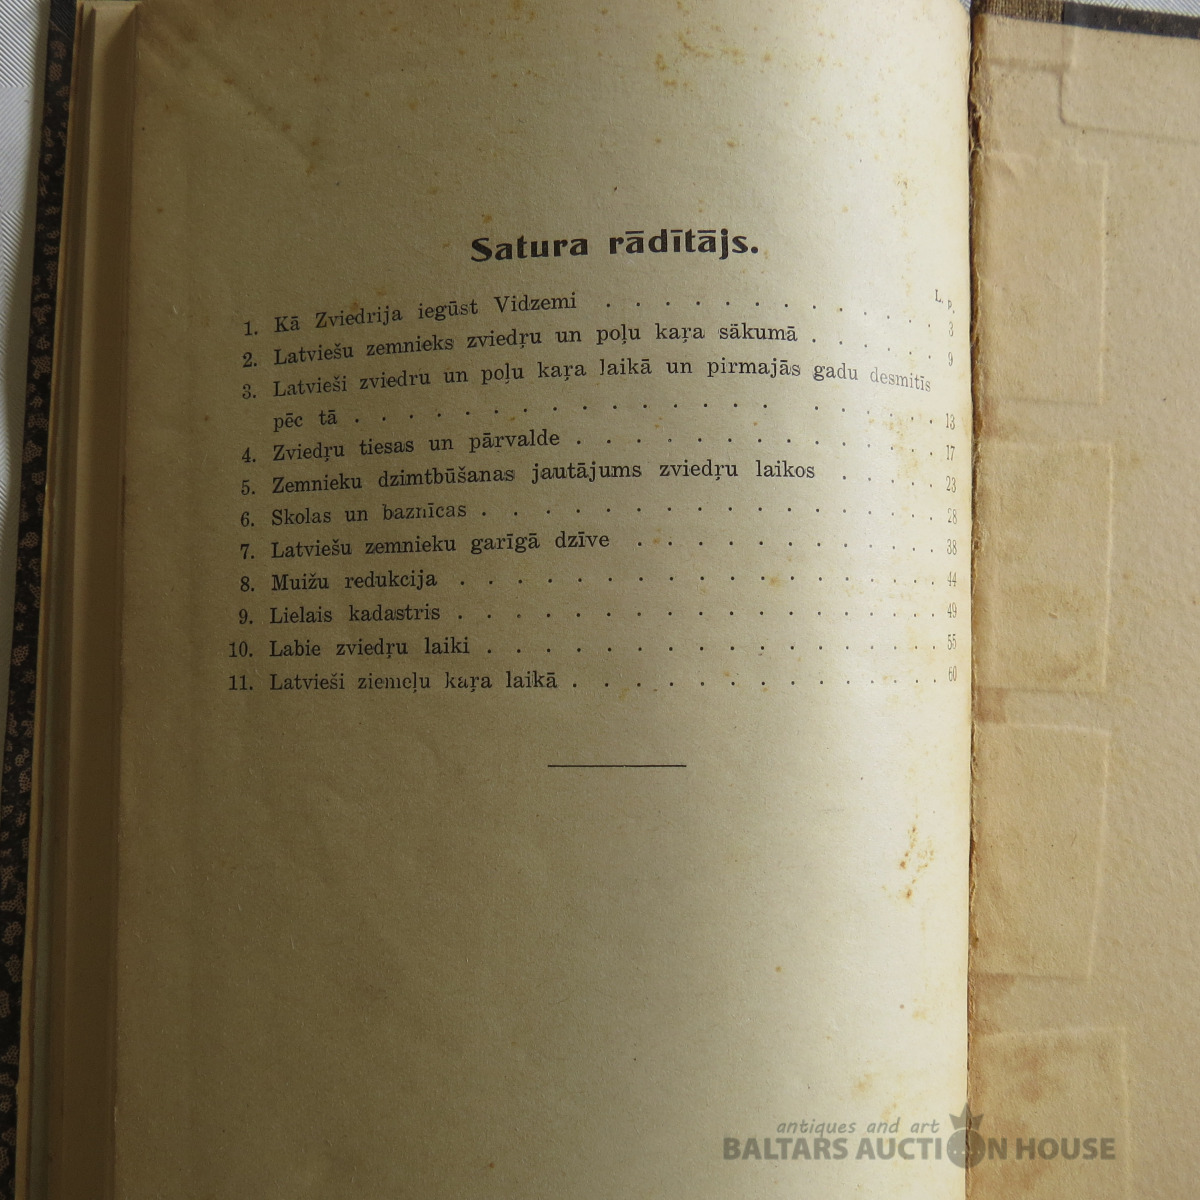 Satura rādītājs.
L. p.
1. Kā Zviedrija iegūst Vidzemi . . . . . . . . . . . . 3
2. Latviešu zemnieks zviedŗu un poļu kaŗa sākumā . . . . . . 9
3. Latvieši zviedru un poļu kaŗa laikā un pirmajās gadu desmitīs
pēc tā . . . . . . . . . . . . . . . . . . . . 13
4. Zviedŗu tiesas un pārvalde . . . . . . . . . . . . . 17
5. Zemnieku dzimtbūšanas jautājums zviedŗu laikos . . . . . 23
6. Skolas un baznīcas . . . . . . . . . . . . . . . . 28
7. Latviešu zemnieku garīgā dzīve . . . . . . . . . . . 38
8. Muižu redukcija . . . . . . . . . . . . . . . . . 44
9. Lielais kadastris . . . . . . . . . . . . . . . . . 49
10. Labie zviedŗu laiki . . . . . . . . . . . . . . . . 55
11. Latvieši ziemeļu kaŗa laikā . . . . . . . . . . . . . 60
antiques and art
BALTARS AUCTION HOUSE